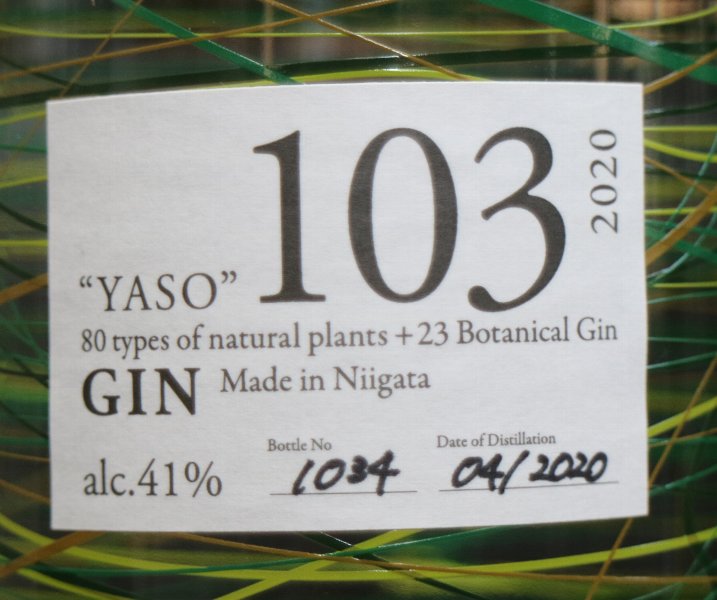 103
2020
"YASO"
80 types of natural plants + 23 Botanical Gin
GIN Made in Niigata
Bottle No Date of Distillation
alc.41% 1034 04/2020